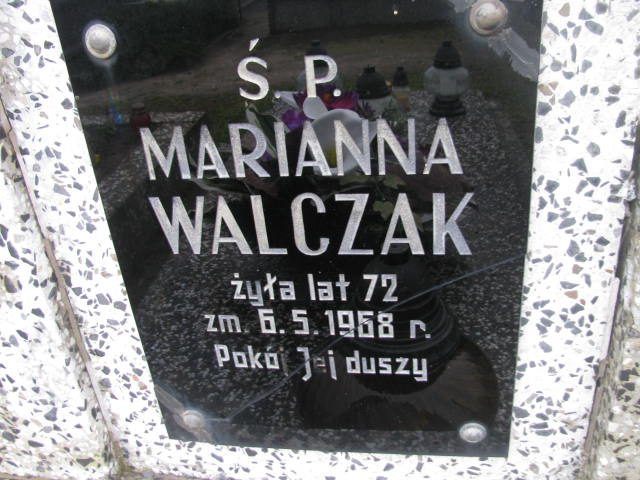 Ś. P.
MARIANNA
WALCZAK
żyła lat 72
zm. 6.5.1968 r.
Pokój Jej duszy